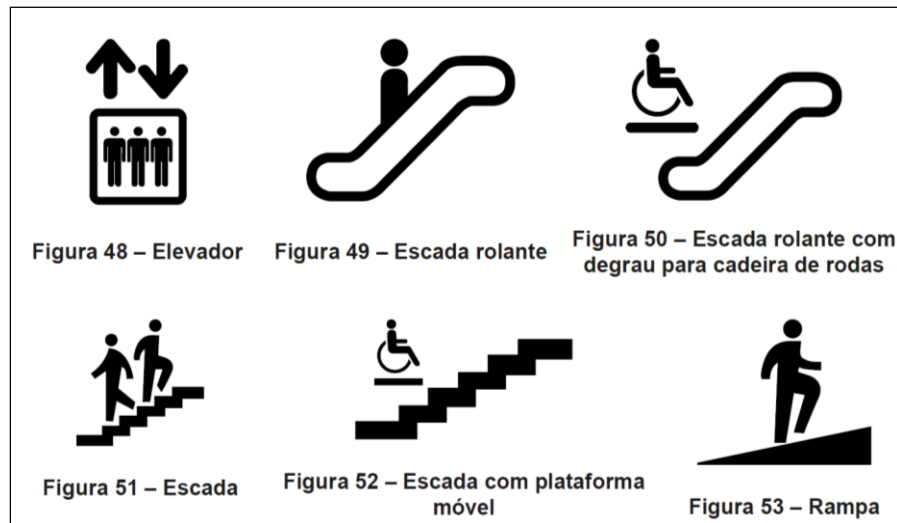 Figura 48 – Elevador
Figura 49 – Escada rolante
Figura 50 – Escada rolante com
degrau para cadeira de rodas
Figura 51 – Escada
Figura 52 – Escada com plataforma
móvel
Figura 53 – Rampa